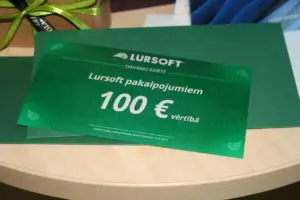 LURSOFT
DĀVANU KARTE
Lursoft pakalpojumiem
100 €
vērtībā